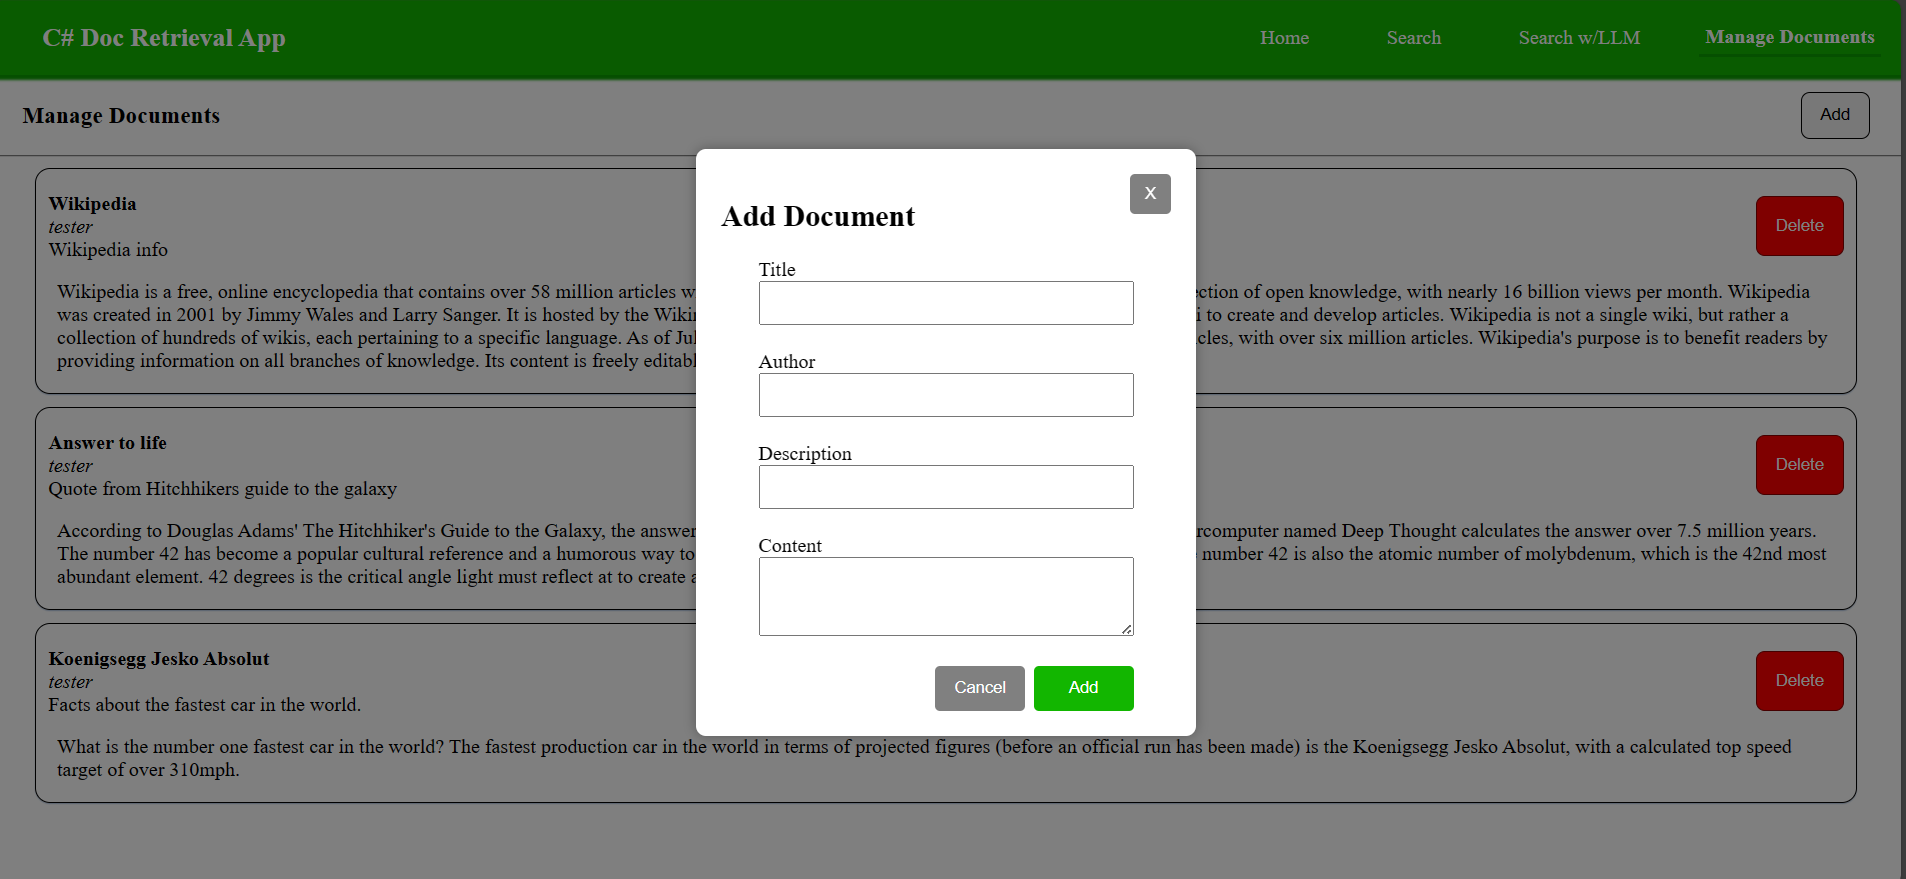 C# Doc Retrieval App
Home
Search
Search w/LLM
Manage Documents
Manage Documents
Add
Wikipedia
tester
Wikipedia info
Delete
Wikipedia is a free, online encyclopedia that contains over 58 million articles
ction of open knowledge, with nearly 16 billion views per month. Wikipedia
was created in 2001 by Jimmy Wales and Larry Sanger. It is hosted by the
i to create and develop articles. Wikipedia is not a single wiki, but rather a
collection of hundreds of wikis, each pertaining to a specific language. As of
cles, with over six million articles. Wikipedia's purpose is to benefit readers by
providing information on all branches of knowledge. Its content is freely
Answer to life
tester
Quote from Hitchhikers guide to the galaxy
Delete
According to Douglas Adams' The Hitchhiker's Guide to the Galaxy, the answer
rcomputer named Deep Thought calculates the answer over 7.5 million years.
The number 42 has become a popular cultural reference and a humorous way to
number 42 is also the atomic number of molybdenum, which is the 42nd most
abundant element. 42 degrees is the critical angle light must reflect at to create
Koenigsegg Jesko Absolut
tester
Facts about the fastest car in the world.
Delete
What is the number one fastest car in the world? The fastest production car in the world in terms of projected figures (before an official run has been made) is the Koenigsegg Jesko Absolut, with a calculated top speed
target of over 310mph.
X
Add Document
Title
Author
Description
Content
Cancel
Add